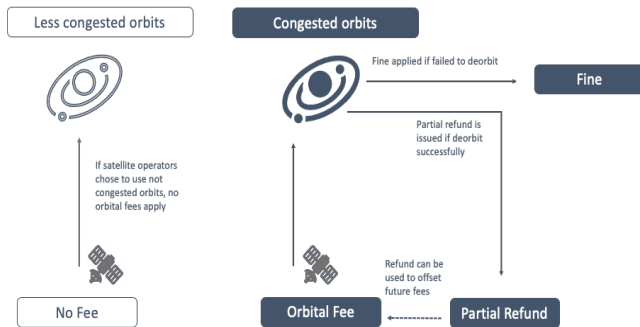 Less congested orbits
Congested orbits
Fine applied if failed to deorbit
Fine
Partial refund is
issued if deorbit
successfully
If satellite operators
chose to use not
congested orbits, no
orbital fees apply
Refund can be
used to offset
future fees
No Fee
Orbital Fee
Partial Refund